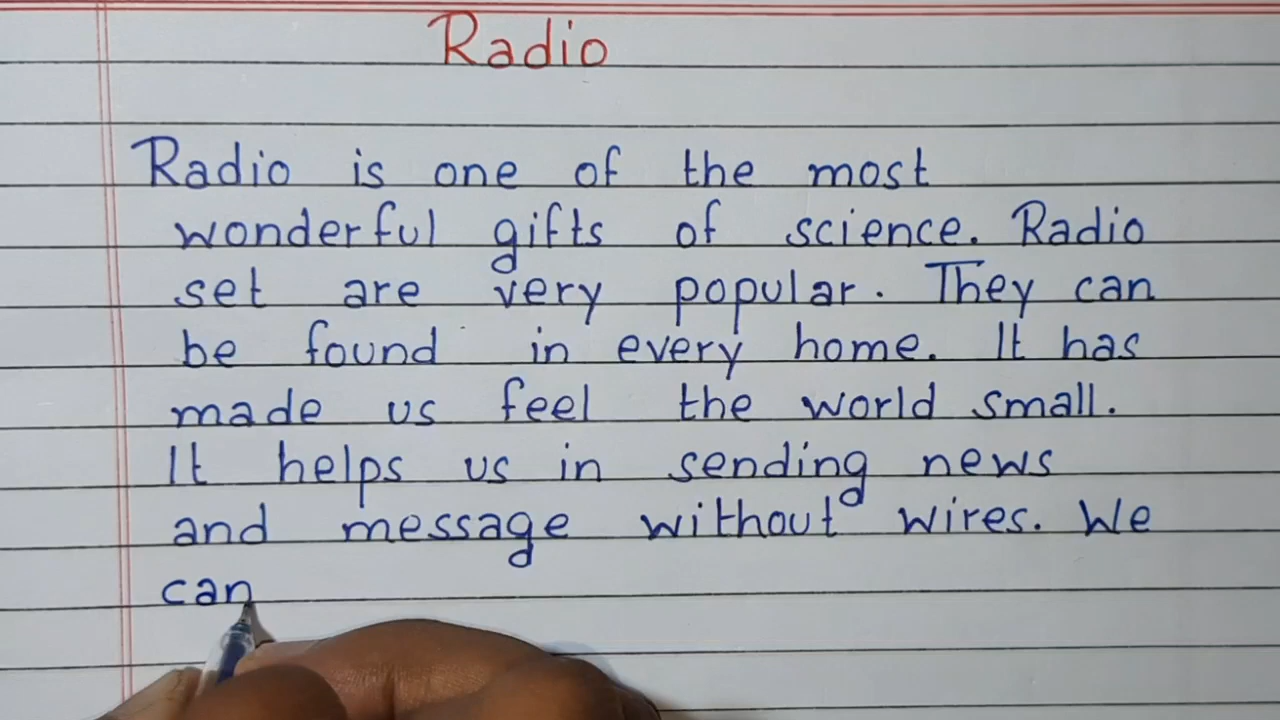 Radio
Radio is one of the most
wonderful gifts of science. Radio
set are very popular. They can
be found in every home. It has
made us feel the world small.
It helps us in sending news
and message without wires. We
can